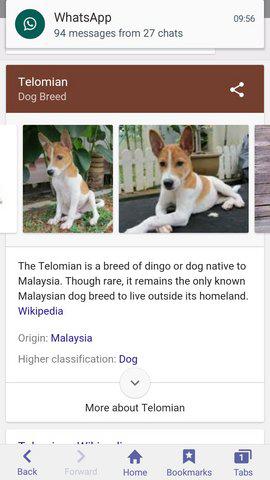 WhatsApp
09:56
94 messages from 27 chats
Telomian
Dog Breed
The Telomian is a breed of dingo or dog native to
Malaysia. Though rare, it remains the only known
Malaysian dog breed to live outside its homeland.
Wikipedia
Origin: Malaysia
Higher classification: Dog
More about Telomian
Telomian - Wikipedia
Back
Forward
Home
Bookmarks
1
Tabs